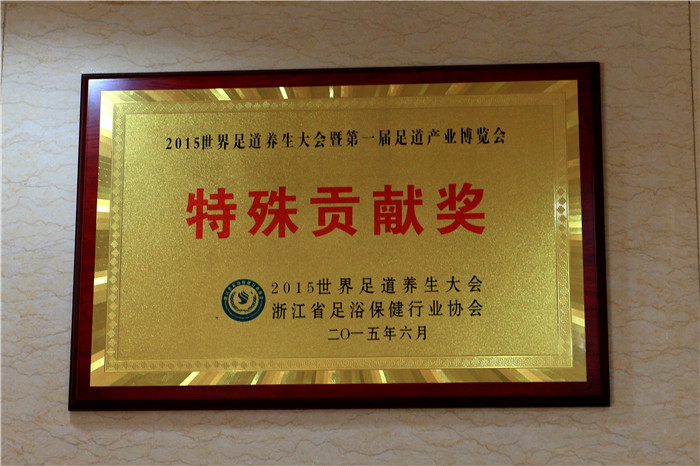 2015世界足道养生大会暨第一届足道产业博览会
特殊贡献奖
2015世界足道养生大会
浙江省足浴保健行业协会
二〇一五年六月